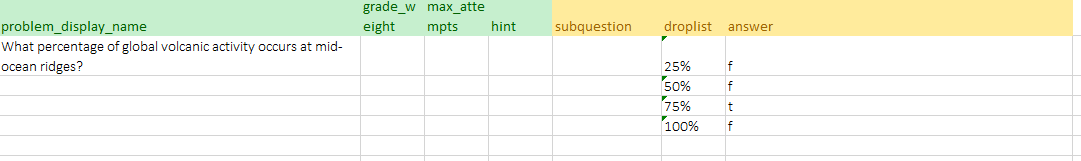 problem_display_name grade_w eight max_atte mpts hint subquestion droplist answer
What percentage of global volcanic activity occurs at mid-
ocean ridges? 25% f
50% f
75% t
100% f